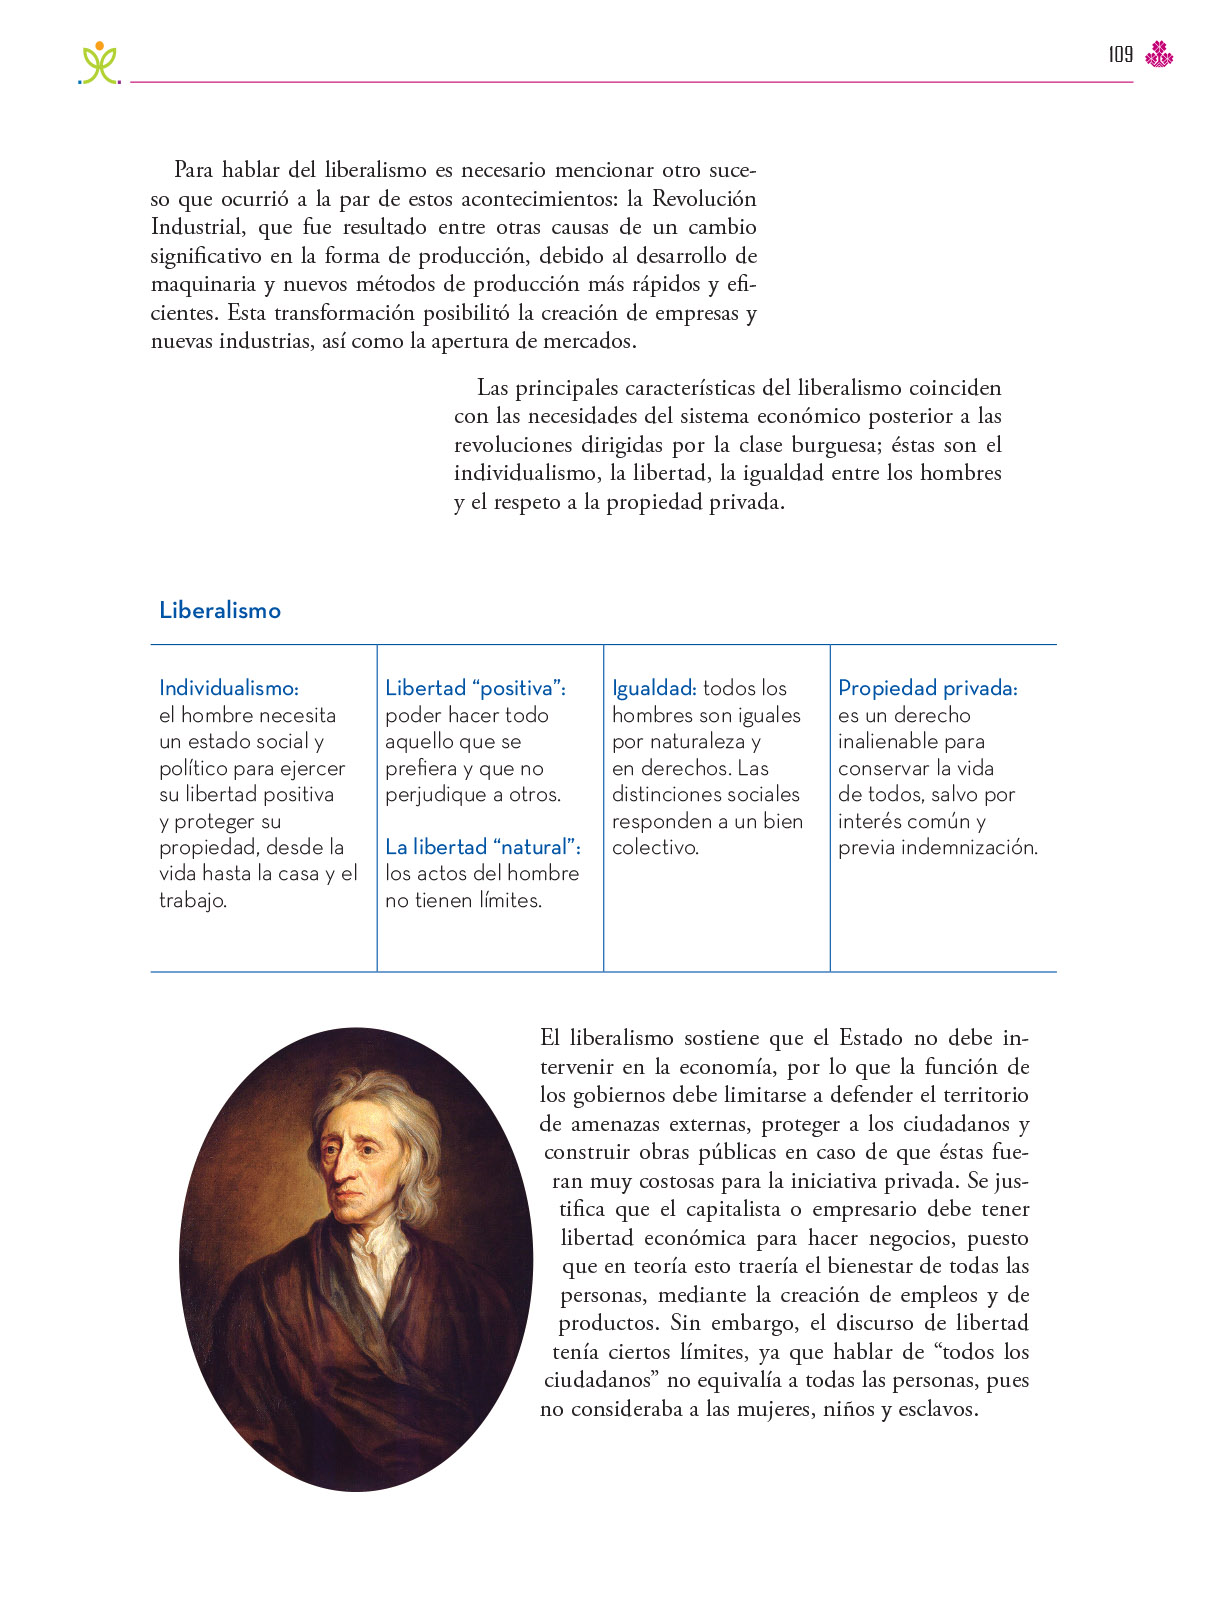 109
Para hablar del liberalismo es necesario mencionar otro suce-
so que ocurrió a la par de estos acontecimientos: la Revolución
Industrial, que fue resultado entre otras causas de un cambio
significativo en la forma de producción, debido al desarrollo de
maquinaria y nuevos métodos de producción más rápidos y efi-
cientes. Esta transformación posibilitó la creación de empresas y
nuevas industrias, así como la apertura de mercados.
Las principales características del liberalismo coinciden
con las necesidades del sistema económico posterior a las
revoluciones dirigidas por la clase burguesa; éstas son el
individualismo, la libertad, la igualdad entre los hombres
y el respeto a la propiedad privada.
Liberalismo
Individualismo:
el hombre necesita
un estado social y
político para ejercer
su libertad positiva
y proteger su
propiedad, desde la
vida hasta la casa y el
trabajo.
Libertad “positiva”:
poder hacer todo
aquello que se
prefiera y que no
perjudique a otros.
La libertad “natural”:
los actos del hombre
no tienen límites.
Igualdad: todos los
hombres son iguales
por naturaleza y
en derechos. Las
distinciones sociales
responden a un bien
colectivo.
Propiedad privada:
es un derecho
inalienable para
conservar la vida
de todos, salvo por
interés común y
previa indemnización.
El liberalismo sostiene que el Estado no debe in-
tervenir en la economía, por lo que la función de
los gobiernos debe limitarse a defender el territorio
de amenazas externas, proteger a los ciudadanos y
construir obras públicas en caso de que éstas fue-
ran muy costosas para la iniciativa privada. Se jus-
tifica que el capitalista o empresario debe tener
libertad económica para hacer negocios, puesto
que en teoría esto traería el bienestar de todas las
personas, mediante la creación de empleos y de
productos. Sin embargo, el discurso de libertad
tenía ciertos límites, ya que hablar de “todos los
ciudadanos” no equivalía a todas las personas, pues
no consideraba a las mujeres, niños y esclavos.